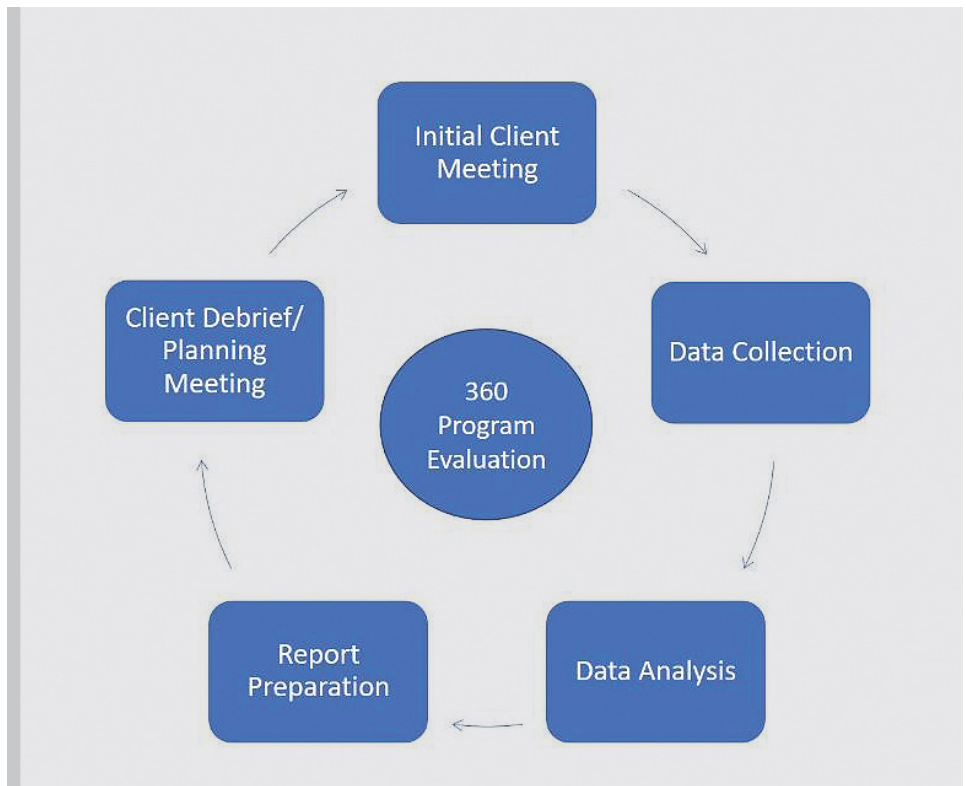 Initial Client
Meeting
Data Collection
Data Analysis
Report
Preparation
Client Debrief/
Planning
Meeting
360
Program
Evaluation